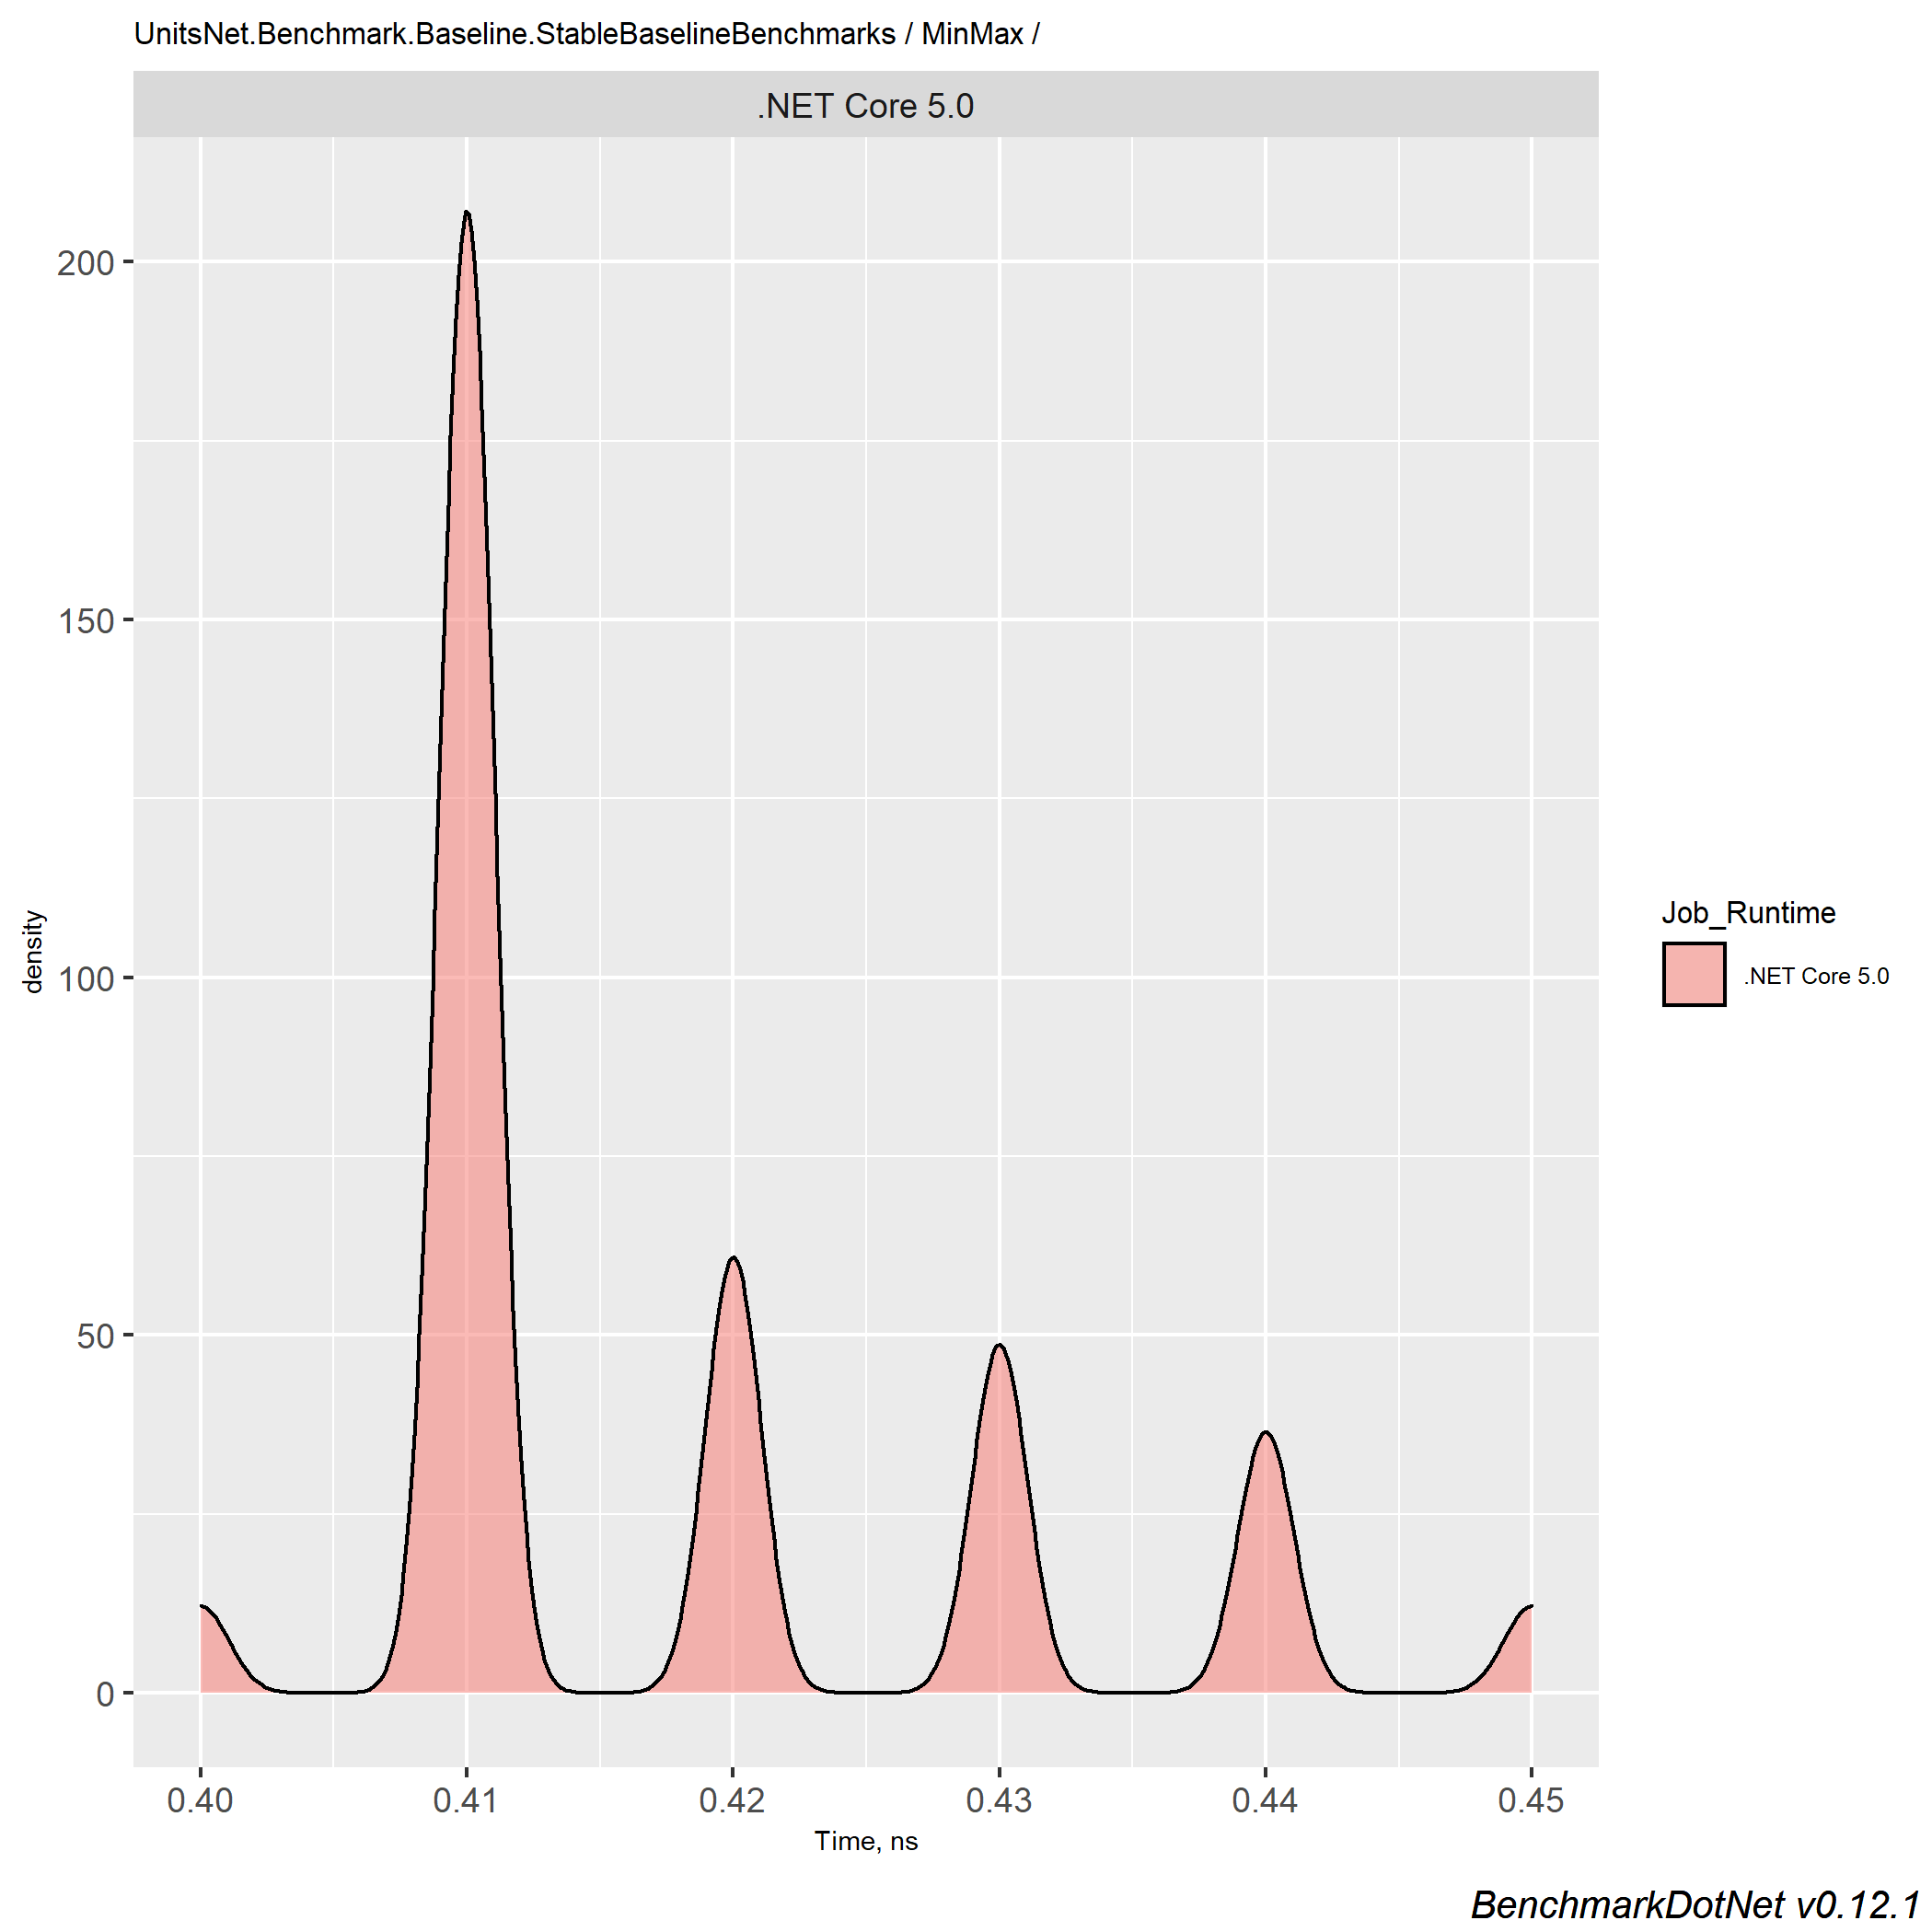 UnitsNet.Benchmark.Baseline.StableBaselineBenchmarks / MinMax /
.NET Core 5.0
200
150
100
50
0
density
0.40 0.41 0.42 0.43 0.44 0.45
Time, ns
Job_Runtime
.NET Core 5.0
BenchmarkDotNet v0.12.1